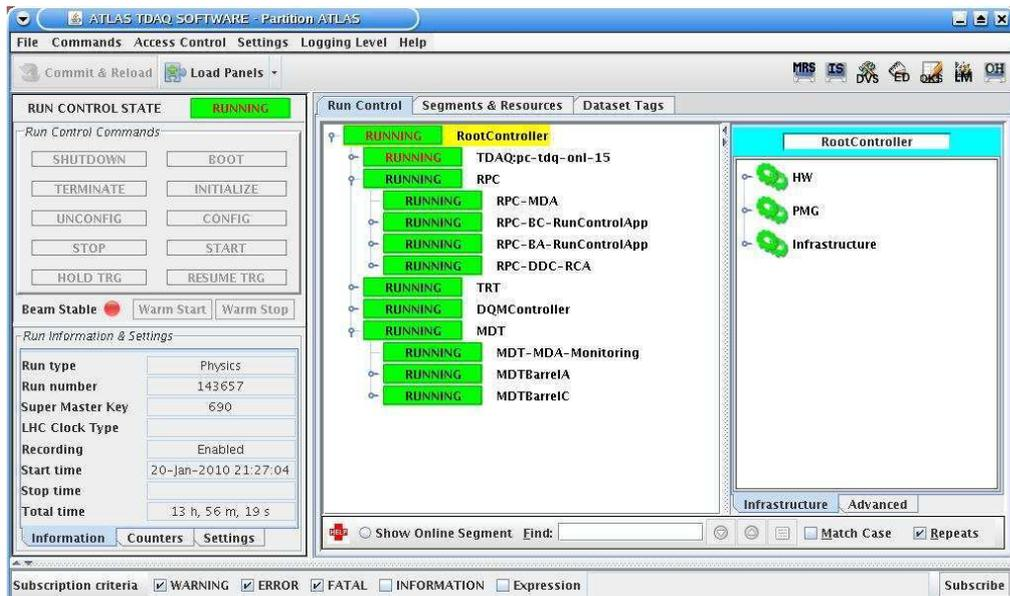 ATLAS TDAQ SOFTWARE - Partition ATLAS
File Commands Access Control Settings Logging Level Help
Commit & Reload Load Panels MRS IS DVS ED OKS LM OH
RUN CONTROL STATE RUNNING
Run Control Commands
SHUTDOWN BOOT
TERMINATE INITIALIZE
UNCONFIG CONFIG
STOP START
HOLD TRG RESUME TRG
Beam Stable Warm Start Warm Stop
Run Information & Settings
Run type Physics
Run number 143657
Super Master Key 690
LHC Clock Type
Recording Enabled
Start time 20-Jan-2010 21:27:04
Stop time
Total time 13 h, 56 m, 19 s
Information Counters Settings
Run Control Segments & Resources Dataset Tags
RUNNING RootController
RUNNING TDAQ:pc-tdq-onl-15
RUNNING RPC
RUNNING RPC-MDA
RUNNING RPC-BC-RunControlApp
RUNNING RPC-BA-RunControlApp
RUNNING RPC-DDC-RCA
RUNNING TRT
RUNNING DQMController
RUNNING MDT
RUNNING MDT-MDA-Monitoring
RUNNING MDTBarrelA
RUNNING MDTBarrelC
RootController
HW
PMG
Infrastructure
Infrastructure Advanced
HELP Show Online Segment Find: Match Case Repeats
Subscription criteria WARNING ERROR FATAL INFORMATION Expression Subscribe